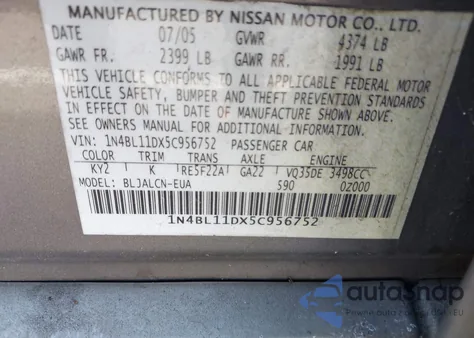 MANUFACTURED BY NISSAN MOTOR CO., LTD.
DATE 07/05 GVWR 4374 LB
GAWR FR. 2399 LB GAWR RR. 1991 LB
THIS VEHICLE CONFORMS TO ALL APPLICABLE FEDERAL MOTOR
VEHICLE SAFETY, BUMPER AND THEFT PREVENTION STANDARDS
IN EFFECT ON THE DATE OF MANUFACTURE SHOWN ABOVE.
SEE OWNERS MANUAL FOR ADDITIONAL INFORMATION
VIN: 1N4BL11DX5C956752 PASSENGER CAR
COLOR TRIM TRANS AXLE ENGINE
KY2 K RE5F22A GA22 VQ35DE 3498CC
MODEL: BLJALCN-EUA 590 0Z000
1N4BL11DX5C956752
autosnap